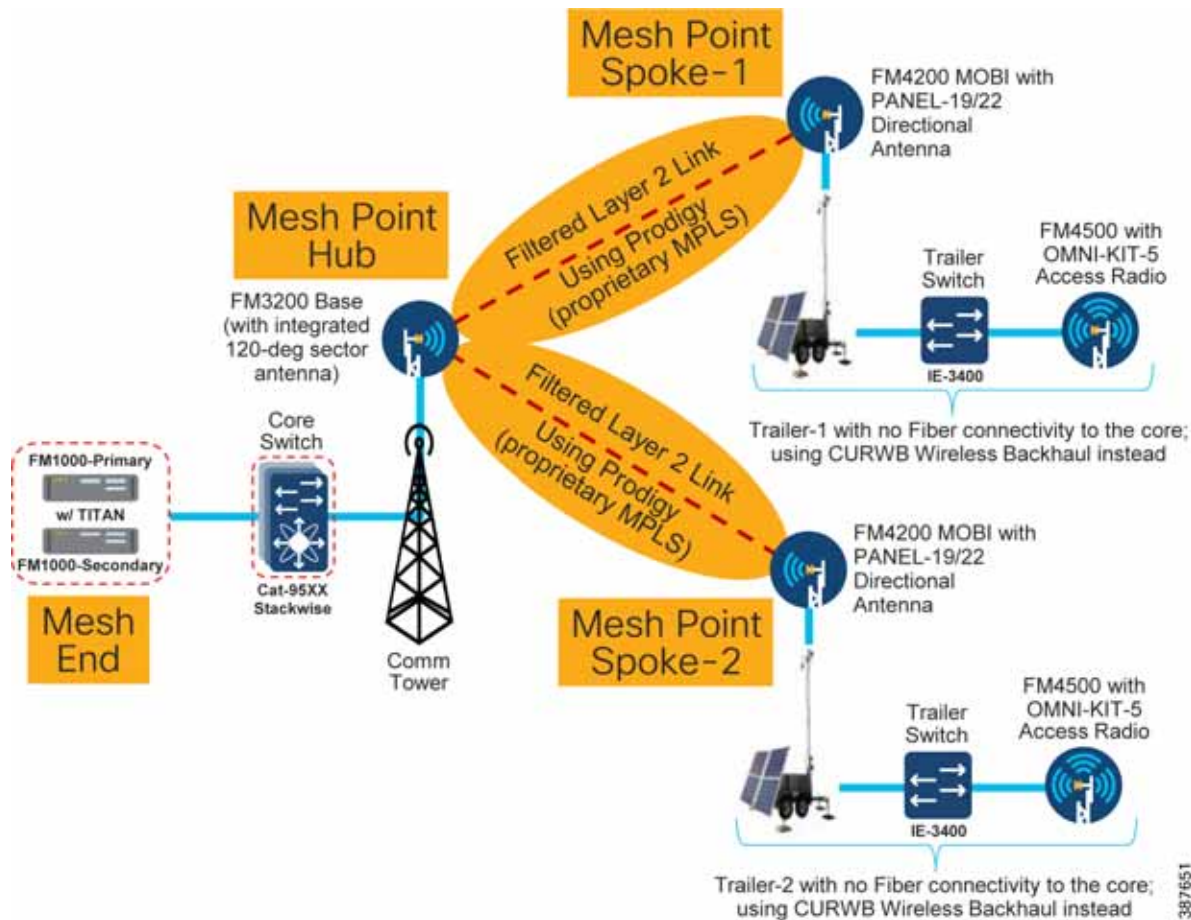 Mesh Point
Spoke-1
FM4200 MOBI with
PANEL-19/22
Directional
Antenna
Filtered Layer 2 Link
Using Prodigy
(proprietary MPLS)
Mesh Point
Hub
FM3200 Base
(with integrated
120-deg sector
antenna)
Trailer
Switch
IE-3400
FM4500 with
OMNI-KIT-5
Access Radio
Trailer-1 with no Fiber connectivity to the core;
using CURWB Wireless Backhaul instead
Core
Switch
Cat-95XX
Stackwise
FM1000-Primary
w/ TITAN
FM1000-Secondary
Mesh
End
Comm
Tower
Filtered Layer 2 Link
Using Prodigy
(proprietary MPLS)
FM4200 MOBI with
PANEL-19/22
Directional
Antenna
Mesh Point
Spoke-2
Trailer
Switch
IE-3400
FM4500 with
OMNI-KIT-5
Access Radio
Trailer-2 with no Fiber connectivity to the core;
using CURWB Wireless Backhaul instead
387651